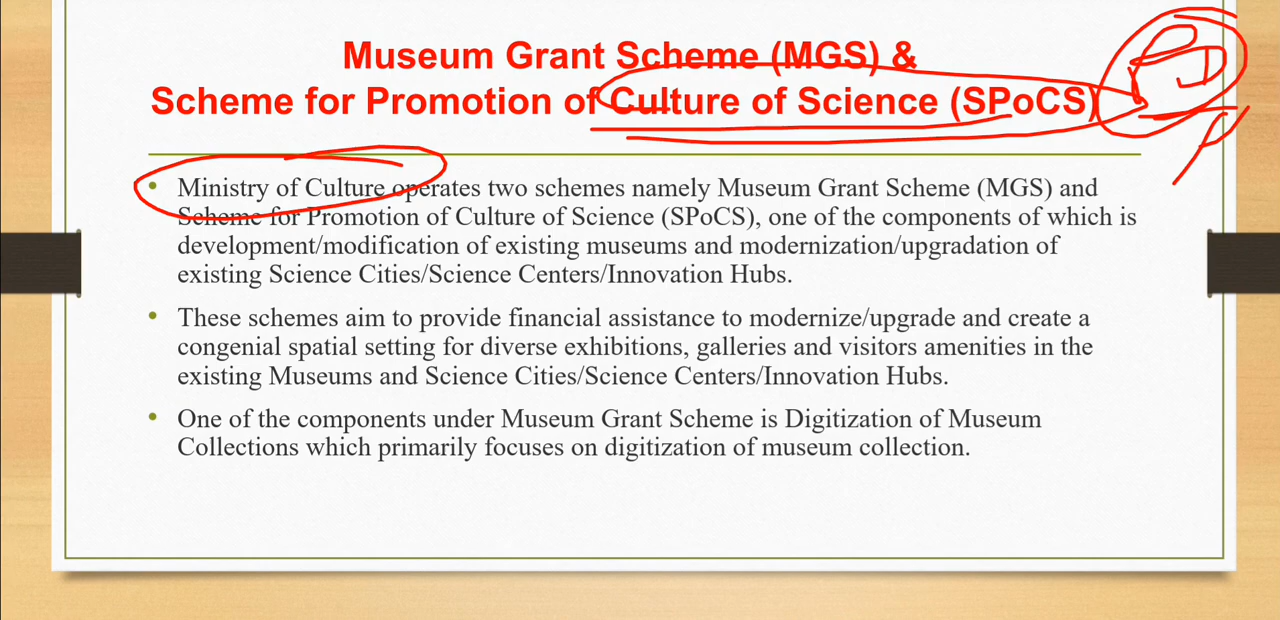 Museum Grant Scheme (MGS) &
Scheme for Promotion of Culture of Science (SPoCS)
• Ministry of Culture operates two schemes namely Museum Grant Scheme (MGS) and
Scheme for Promotion of Culture of Science (SPoCS), one of the components of which is
development/modification of existing museums and modernization/upgradation of
existing Science Cities/Science Centers/Innovation Hubs.
• These schemes aim to provide financial assistance to modernize/upgrade and create a
congenial spatial setting for diverse exhibitions, galleries and visitors amenities in the
existing Museums and Science Cities/Science Centers/Innovation Hubs.
• One of the components under Museum Grant Scheme is Digitization of Museum
Collections which primarily focuses on digitization of museum collection.